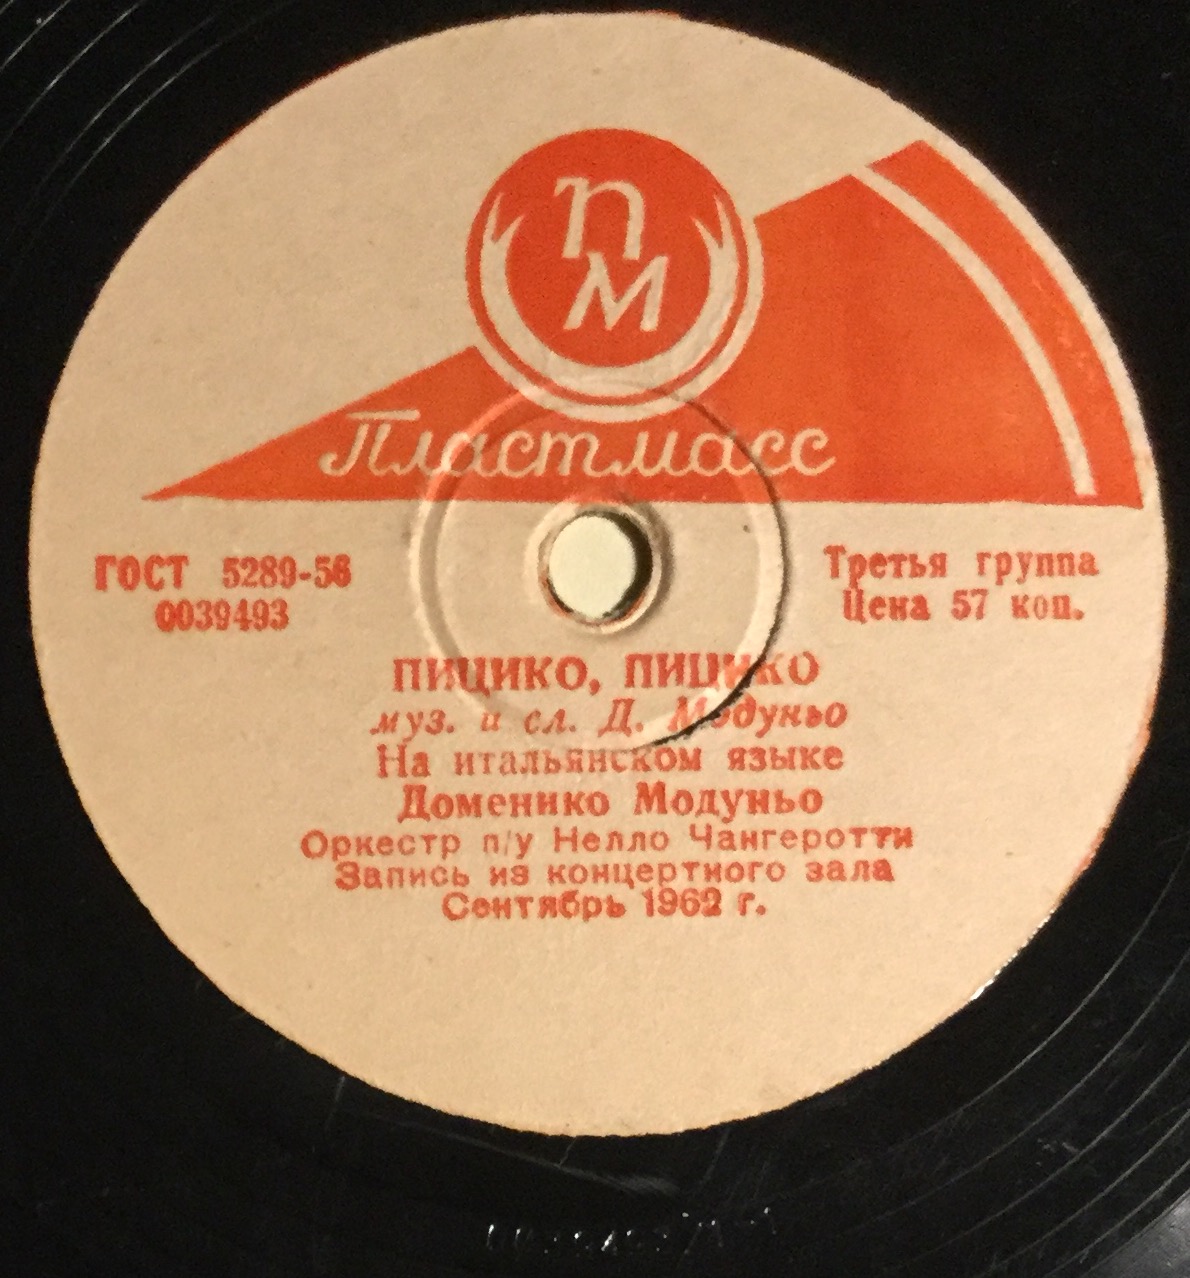 П
М
Пластмасс
ГОСТ 5289-56
0039493
Третья группа
Цена 57 коп.
ПИЦИКО, ПИЦИКО
муз. и сл. Д. Модуньо
На итальянском языке
Доменико Модуньо
Оркестр п/у Нелло Чангеротти
Запись из концертного зала
Сентябрь 1962 г.